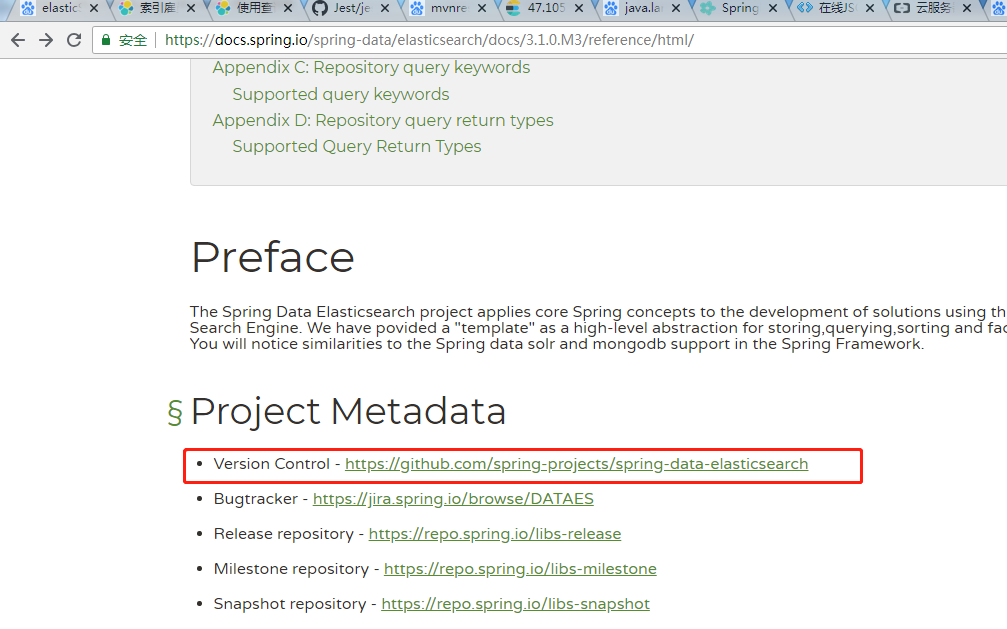 elastic 索引库 使用查 Jest/je mvnre 47.105 java.la Spring 在线JS 云服务
安全 https://docs.spring.io/spring-data/elasticsearch/docs/3.1.0.M3/reference/html/
Appendix C: Repository query keywords
Supported query keywords
Appendix D: Repository query return types
Supported Query Return Types
Preface
The Spring Data Elasticsearch project applies core Spring concepts to the development of solutions using th
Search Engine. We have povided a "template" as a high-level abstraction for storing,querying,sorting and fac
You will notice similarities to the Spring data solr and mongodb support in the Spring Framework.
§ Project Metadata
• Version Control - https://github.com/spring-projects/spring-data-elasticsearch
• Bugtracker - https://jira.spring.io/browse/DATAES
• Release repository - https://repo.spring.io/libs-release
• Milestone repository - https://repo.spring.io/libs-milestone
• Snapshot repository - https://repo.spring.io/libs-snapshot